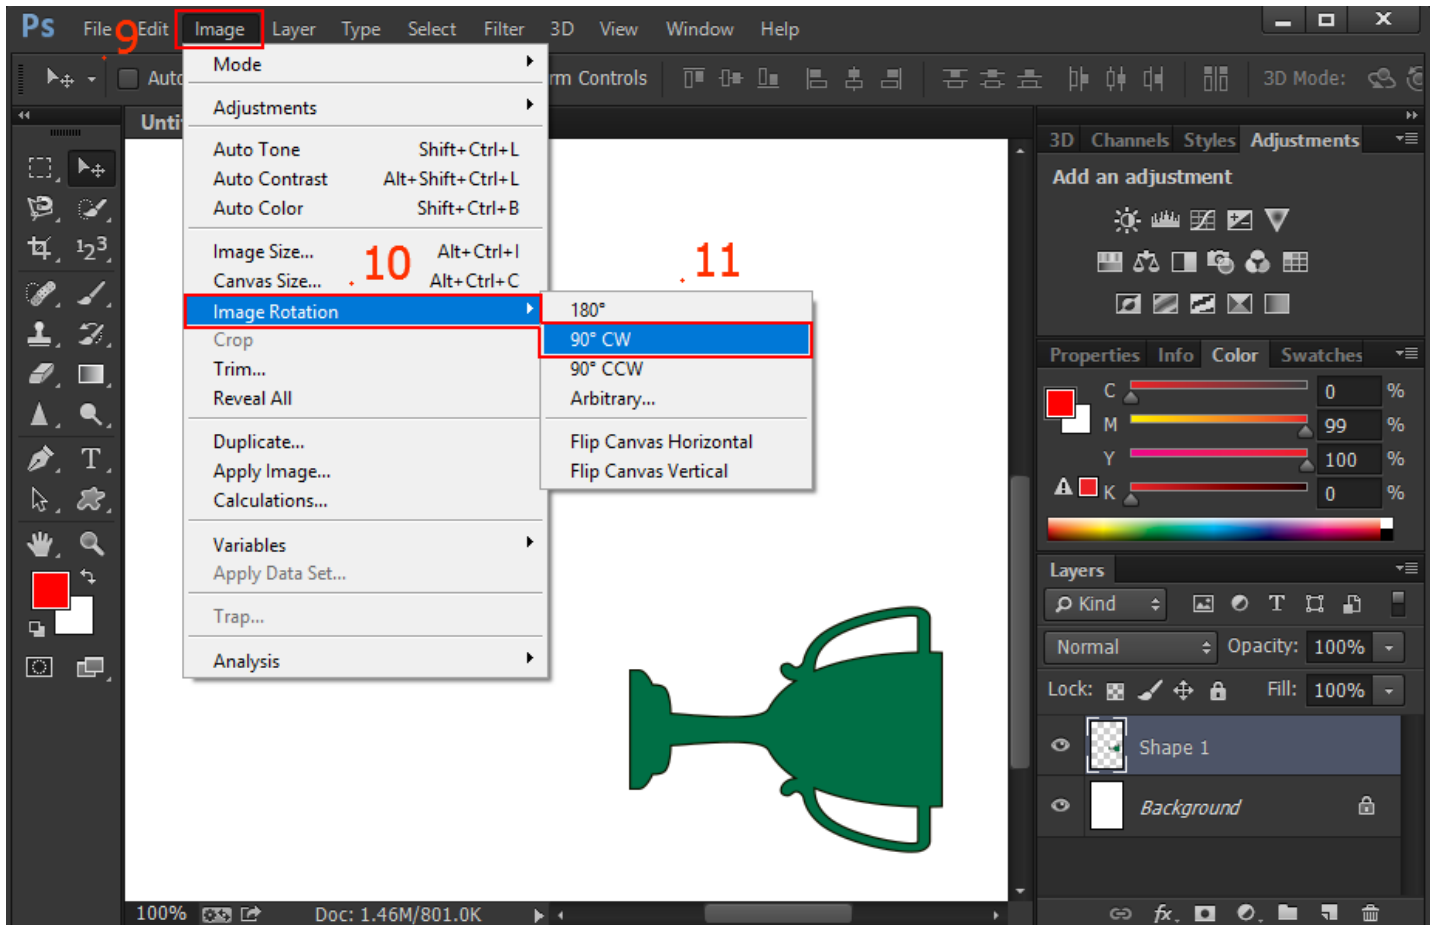 Ps File 9 Edit Image Layer Type Select Filter 3D View Window Help
Auto
rm Controls
3D Mode:
Unti
Mode
Adjustments
Auto Tone Shift+Ctrl+L
Auto Contrast Alt+Shift+Ctrl+L
Auto Color Shift+Ctrl+B
Image Size... Alt+Ctrl+I
10
Canvas Size... Alt+Ctrl+C
Image Rotation
Crop
Trim...
Reveal All
Duplicate...
Apply Image...
Calculations...
Variables
Apply Data Set...
Trap...
Analysis
11
180°
90° CW
90° CCW
Arbitrary...
Flip Canvas Horizontal
Flip Canvas Vertical
3D Channels Styles Adjustments
Add an adjustment
Properties Info Color Swatches
C 0 %
M 99 %
Y 100 %
K 0 %
Layers
Kind
Normal Opacity: 100%
Lock: Fill: 100%
Shape 1
Background
100% Doc: 1.46M/801.0K
fx